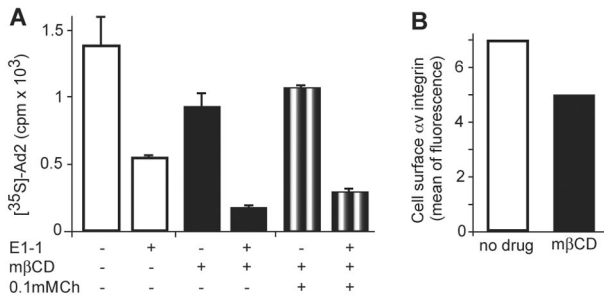 A
[35S]-Ad2 (cpm x 103)
1.5
1
0.5
0
E1-1 - + - + - +
mβCD - - + + + +
0.1mMCh - - - - + +
B
Cell surface αv integrin
(mean of fluorescence)
6
4
2
0
no drug mβCD